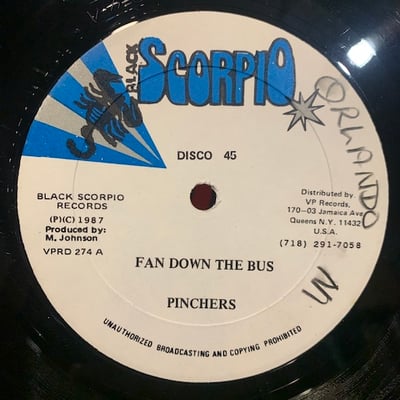 BLACK
SCORPIO
ORLANDO
DISCO 45
BLACK SCORPIO
RECORDS
(P)(C) 1987
Produced by:
M. Johnson
VPRD 274 A
Distributed by
VP Records,
170-03 Jamaica Ave
Queens N.Y. 11432
U.S.A.
(718) 291-7058
FAN DOWN THE BUS
PINCHERS
UNAUTHORIZED BROADCASTING AND COPYING PROHIBITED